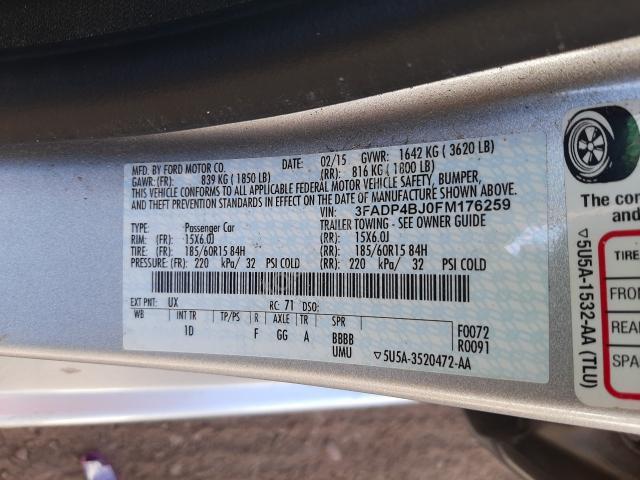 MFD. BY FORD MOTOR CO.
DATE: 02/15 GVWR: 1642 KG ( 3620 LB)
GAWR: (FR): 839 KG ( 1850 LB) (RR): 816 KG ( 1800 LB)
THIS VEHICLE CONFORMS TO ALL APPLICABLE FEDERAL MOTOR VEHICLE SAFETY, BUMPER,
AND THEFT PREVENTION STANDARDS IN EFFECT ON THE DATE OF MANUFACTURE SHOWN ABOVE.
VIN: 3FADP4BJ0FM176259
TYPE: Passenger Car TRAILER TOWING - SEE OWNER GUIDE
RIM: (FR) : 15X6.0J (RR): 15X6.0J
TIRE: (FR) : 185/60R15 84H (RR): 185/60R15 84H
PRESSURE: (FR) : 220 kPa/ 32 PSI COLD (RR): 220 kPa/ 32 PSI COLD
EXT PNT: UX RC: 71 DSO:
WB INT TR TP/PS R AXLE TR SPR
1D F GG A BBBB
UMU
F0072
R0091
▽5U5A-3520472-AA
▽5U5A-1532-AA (TLU)
TIRE
FRON
REAR
SPA